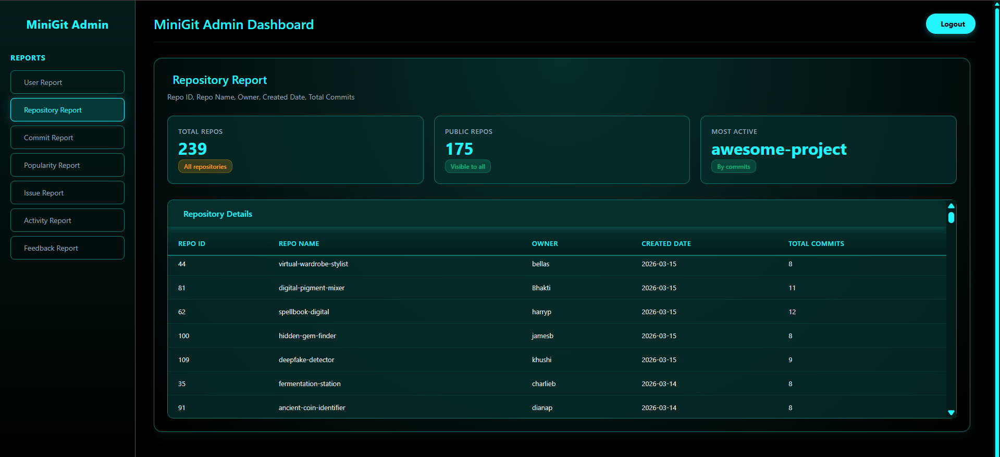 MiniGit Admin
REPORTS
User Report
Repository Report
Commit Report
Popularity Report
Issue Report
Activity Report
Feedback Report
MiniGit Admin Dashboard
Logout
Repository Report
Repo ID, Repo Name, Owner, Created Date, Total Commits
TOTAL REPOS
239
All repositories
PUBLIC REPOS
175
Visible to all
MOST ACTIVE
awesome-project
By commits
Repository Details
REPO ID REPO NAME OWNER CREATED DATE TOTAL COMMITS
44 virtual-wardrobe-stylist bellas 2026-03-15 8
81 digital-pigment-mixer Bhakti 2026-03-15 11
62 spellbook-digital harryp 2026-03-15 12
100 hidden-gem-finder jamesb 2026-03-15 8
109 deepfake-detector khushi 2026-03-15 9
35 fermentation-station charlieb 2026-03-14 8
91 ancient-coin-identifier dianap 2026-03-14 8